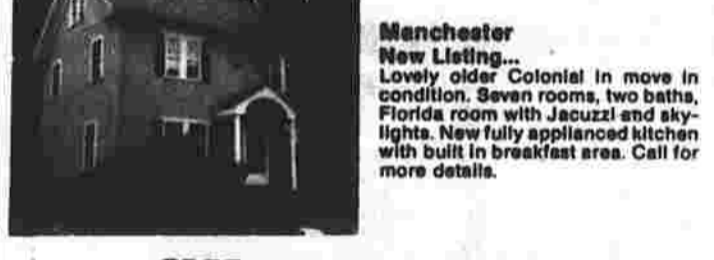 Manchester
New Listing...
Lovely older Colonial in move in
condition. Seven rooms, two baths,
Florida room with Jacuzzi and sky-
lights. New fully applianced kitchen
with built in breakfast area. Call for
more details.